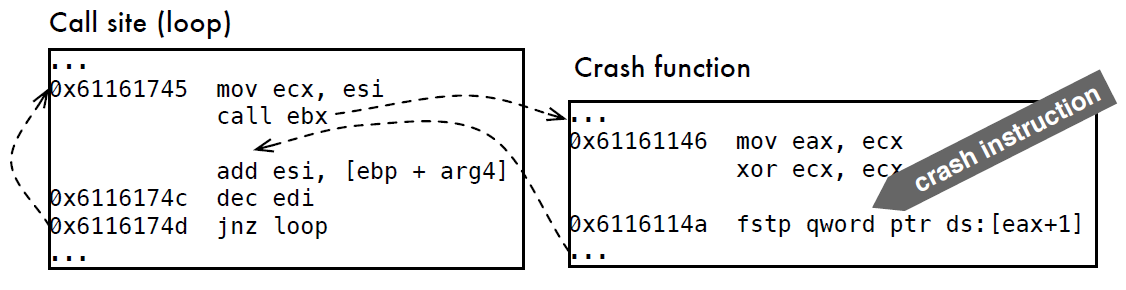 Call site (loop)
...
0x61161745 mov ecx, esi
call ebx
add esi, [ebp + arg4]
0x6116174c dec edi
0x6116174d jnz loop
...
Crash function
...
0x61161146 mov eax, ecx
xor ecx, ecx
crash instruction
0x6116114a fstp qword ptr ds:[eax+1]
...